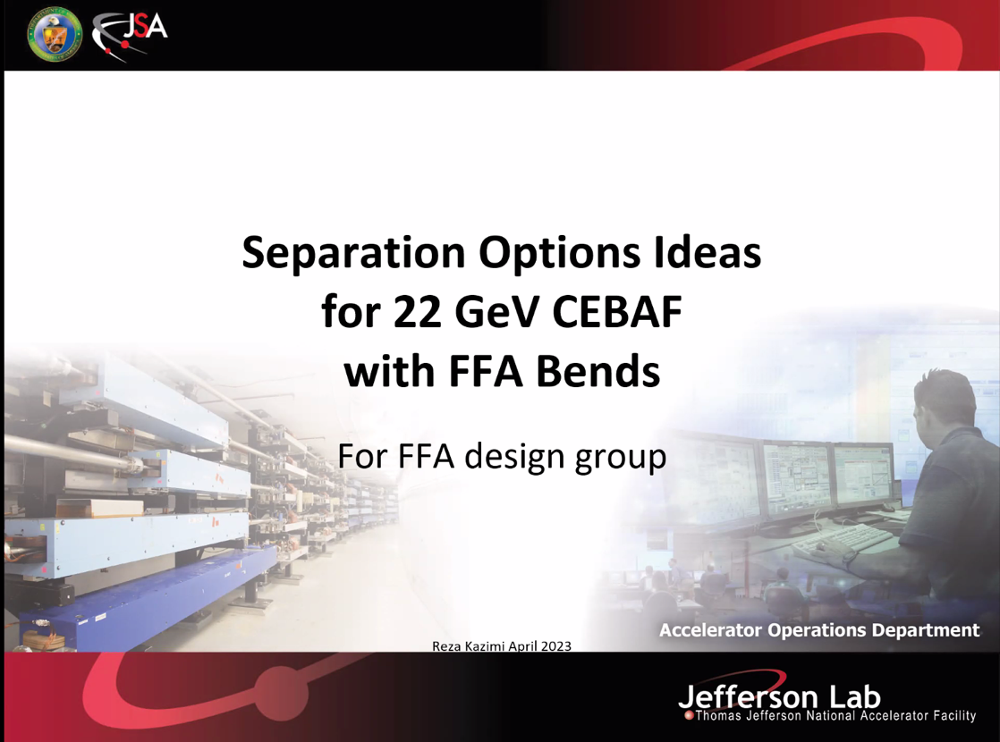 JSA
Separation Options Ideas
for 22 GeV CEBAF
with FFA Bends
For FFA design group
Accelerator Operations Department
Reza Kazimi April 2023
Jefferson Lab
Thomas Jefferson National Accelerator Facility